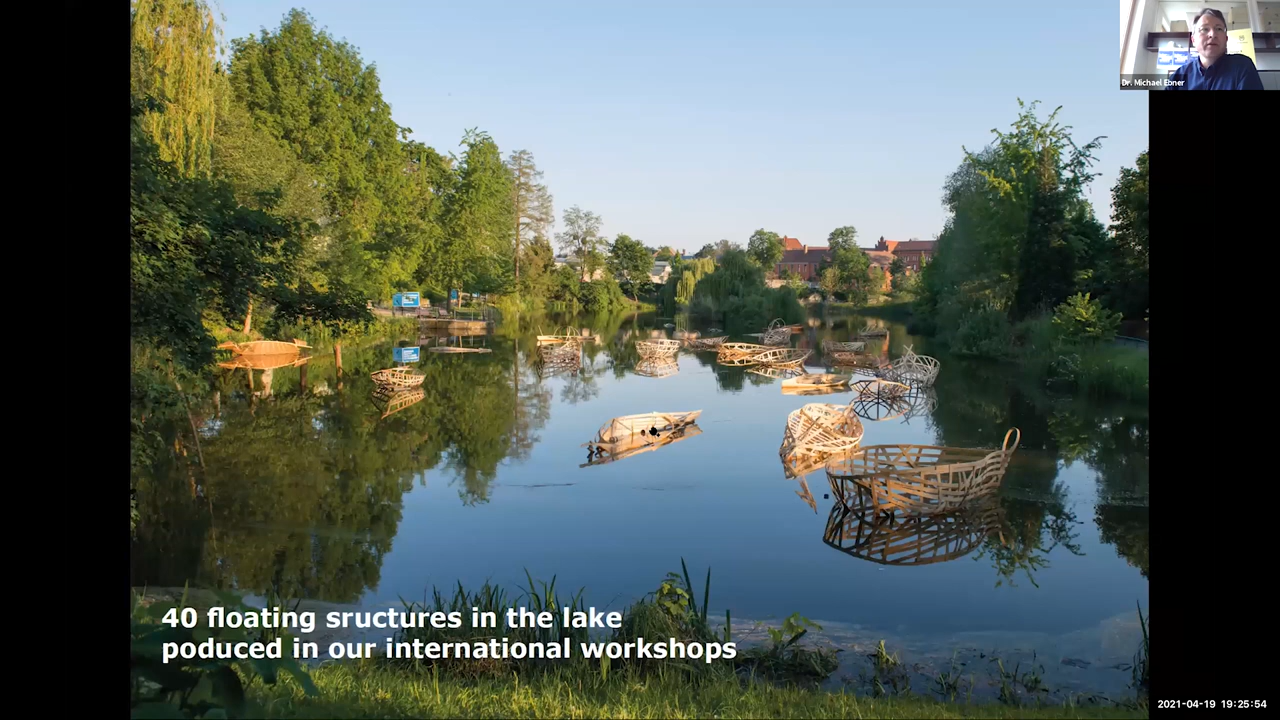 Dr. Michael Ebner
40 floating sructures in the lake
poduced in our international workshops
2021-04-19 19:25:54